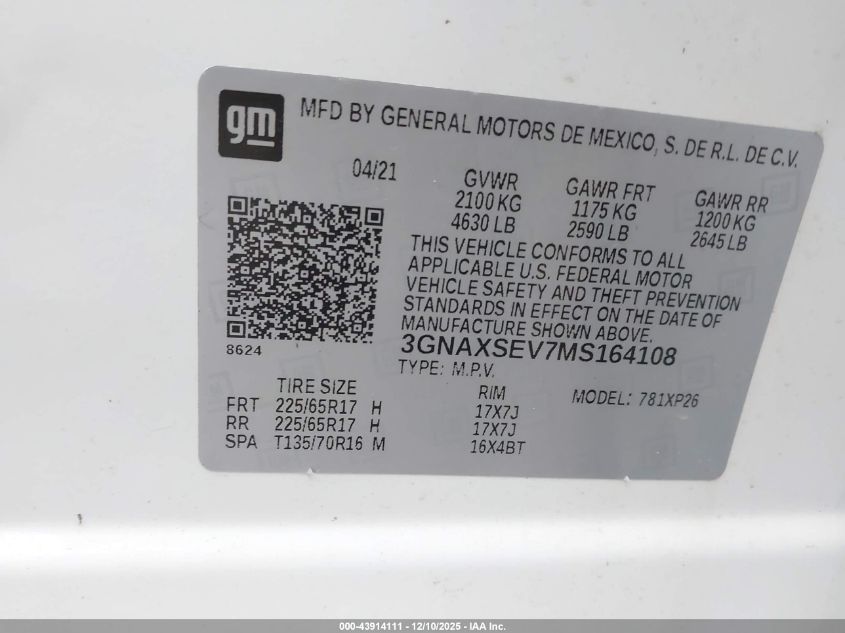 gm
MFD BY GENERAL MOTORS DE MEXICO, S. DE R.L. DE C.V.
04/21
GVWR GAWR FRT GAWR RR
2100 KG 1175 KG 1200 KG
4630 LB 2590 LB 2645 LB
THIS VEHICLE CONFORMS TO ALL
APPLICABLE U.S. FEDERAL MOTOR
VEHICLE SAFETY AND THEFT PREVENTION
STANDARDS IN EFFECT ON THE DATE OF
MANUFACTURE SHOWN ABOVE.
8624
3GNAXSEV7MS164108
TYPE: M.P.V.
TIRE SIZE RIM MODEL: 781XP26
FRT 225/65R17 H 17X7J
RR 225/65R17 H 17X7J
SPA T135/70R16 M 16X4BT
000-43914111 - 12/10/2025 - IAA Inc.